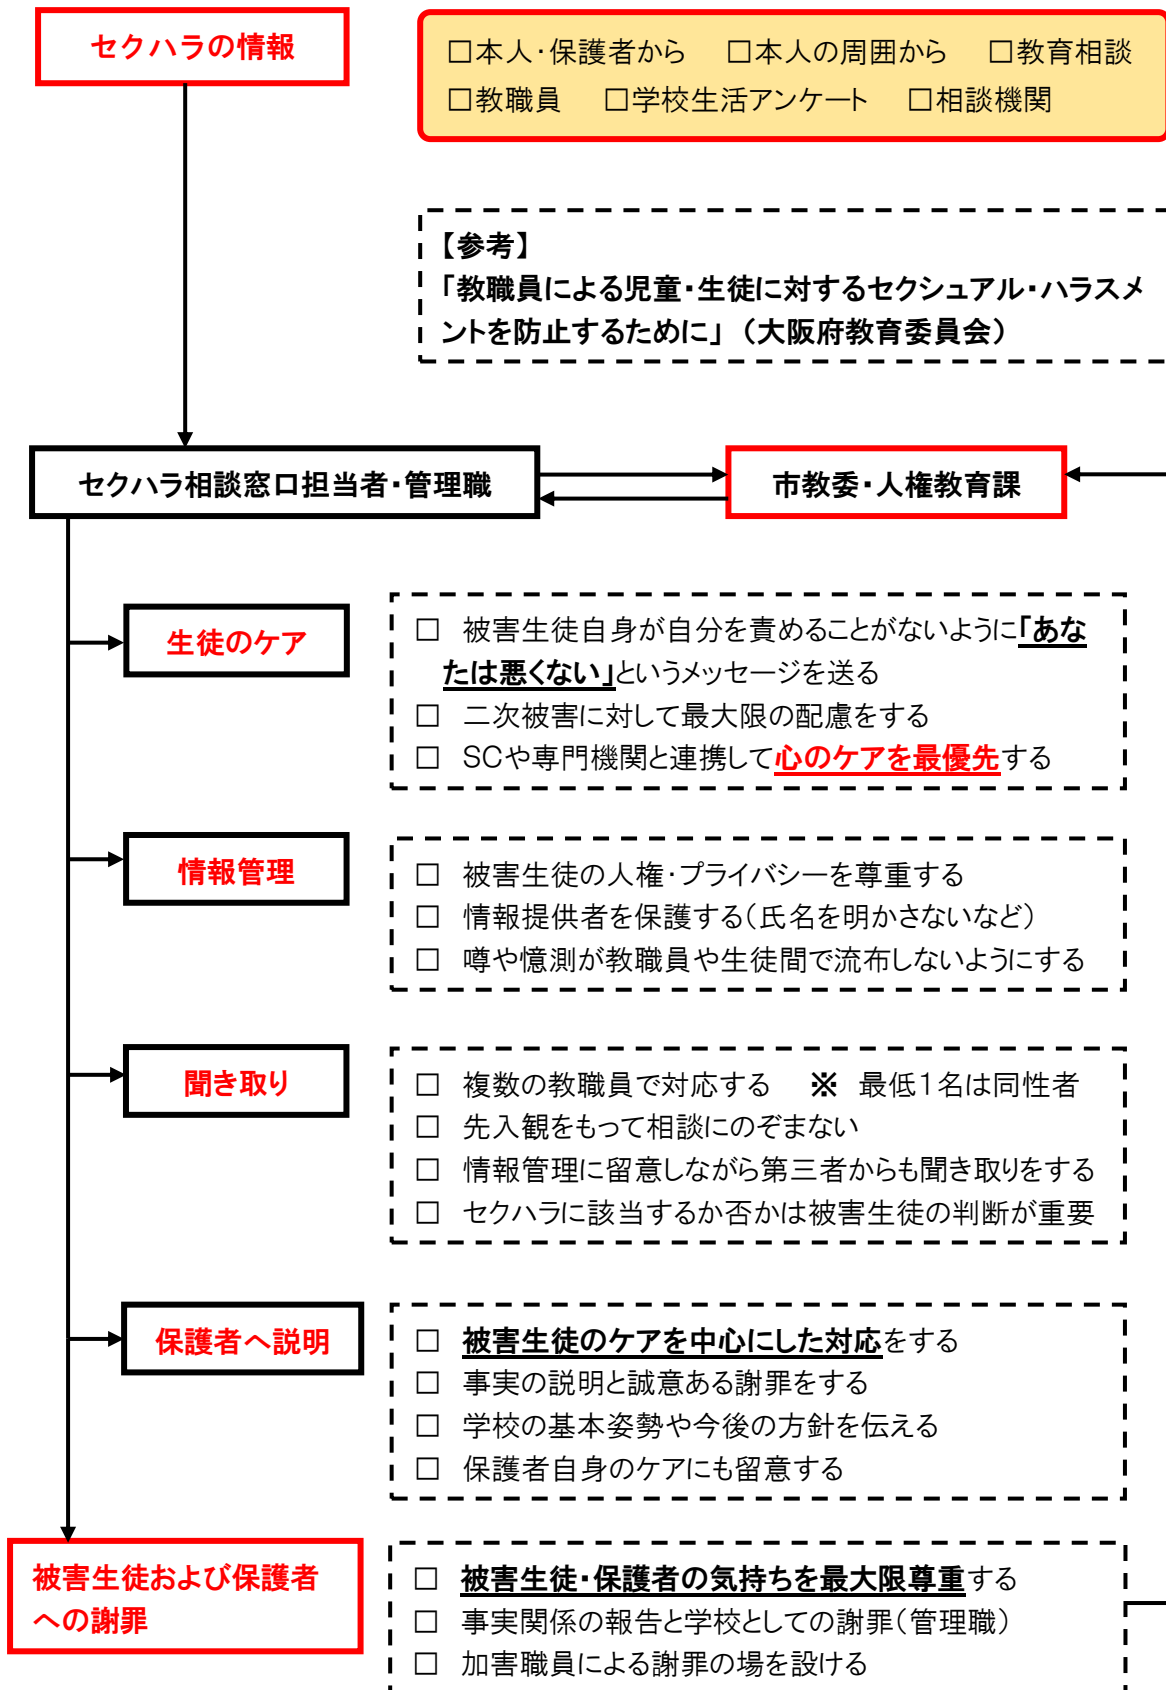 セクハラの情報
□本人・保護者から　□本人の周囲から　□教育相談
□教職員　□学校生活アンケート　□相談機関
【参考】
「教職員による児童・生徒に対するセクシュアル・ハラスメ
ントを防止するために」（大阪府教育委員会）
セクハラ相談窓口担当者・管理職
市教委・人権教育課
生徒のケア
□　被害生徒自身が自分を責めることがないように「あな
たは悪くない」というメッセージを送る
□　二次被害に対して最大限の配慮をする
□　SCや専門機関と連携して心のケアを最優先する
情報管理
□　被害生徒の人権・プライバシーを尊重する
□　情報提供者を保護する（氏名を明かさないなど）
□　噂や憶測が教職員や生徒間で流布しないようにする
聞き取り
□　複数の教職員で対応する　※　最低1名は同性者
□　先入観をもって相談にのぞまない
□　情報管理に留意しながら第三者からも聞き取りをする
□　セクハラに該当するか否かは被害生徒の判断が重要
保護者へ説明
□　被害生徒のケアを中心にした対応をする
□　事実の説明と誠意ある謝罪をする
□　学校の基本姿勢や今後の方針を伝える
□　保護者自身のケアにも留意する
被害生徒および保護者
への謝罪
□　被害生徒・保護者の気持ちを最大限尊重する
□　事実関係の報告と学校としての謝罪（管理職）
□　加害職員による謝罪の場を設ける